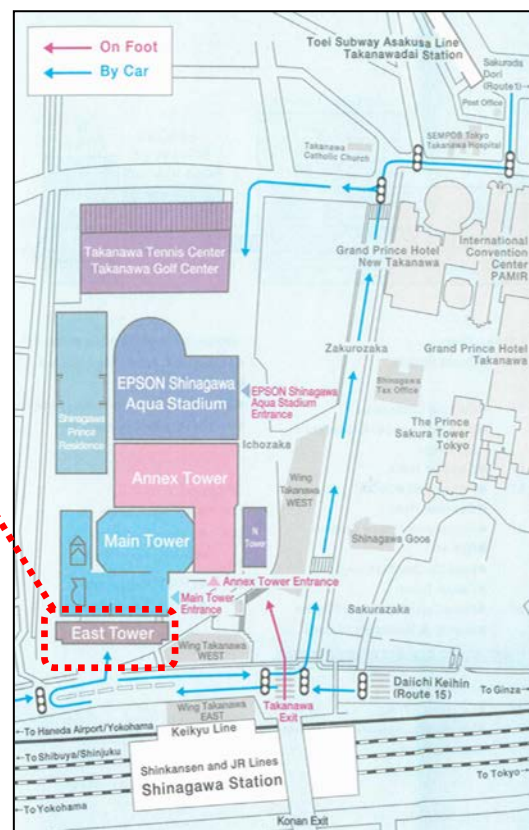 On Foot
By Car
Toei Subway Asakusa Line
Takanawadai Station
Sakurada
Dori
(Route1)→
Post Office
SEMPOS Tokyo
Takanawa Hospital
Takanawa
Catholic Church
Takanawa Tennis Center
Takanawa Golf Center
Grand Prince Hotel
New Takanawa
International
Convention
Center
PAMIR
Zakurozaka
Grand Prince Hotel
Takanawa
EPSON Shinagawa
Aqua Stadium
EPSON Shinagawa
Aqua Stadium
Entrance
Shinagawa
Prince
Residence
Shinagawa
Tax Office
Ichozaka
The Prince
Sakura Tower
Tokyo
Annex Tower
Wing
Takanawa
WEST
Main Tower
N
Tower
Shinagawa Goos
Annex Tower Entrance
Main Tower
Entrance
Sakurazaka
East Tower
Wing Takanawa
WEST
Daiichi Keihin
(Route 15)
To Ginza→
Takanawa
Exit
Wing Takanawa
EAST
←To Haneda Airport/Yokohama
Keikyu Line
←To Shibuya/Shinjuku
Shinkansen and JR Lines
Shinagawa Station
To Tokyo→
←To Yokohama
Konan Exit